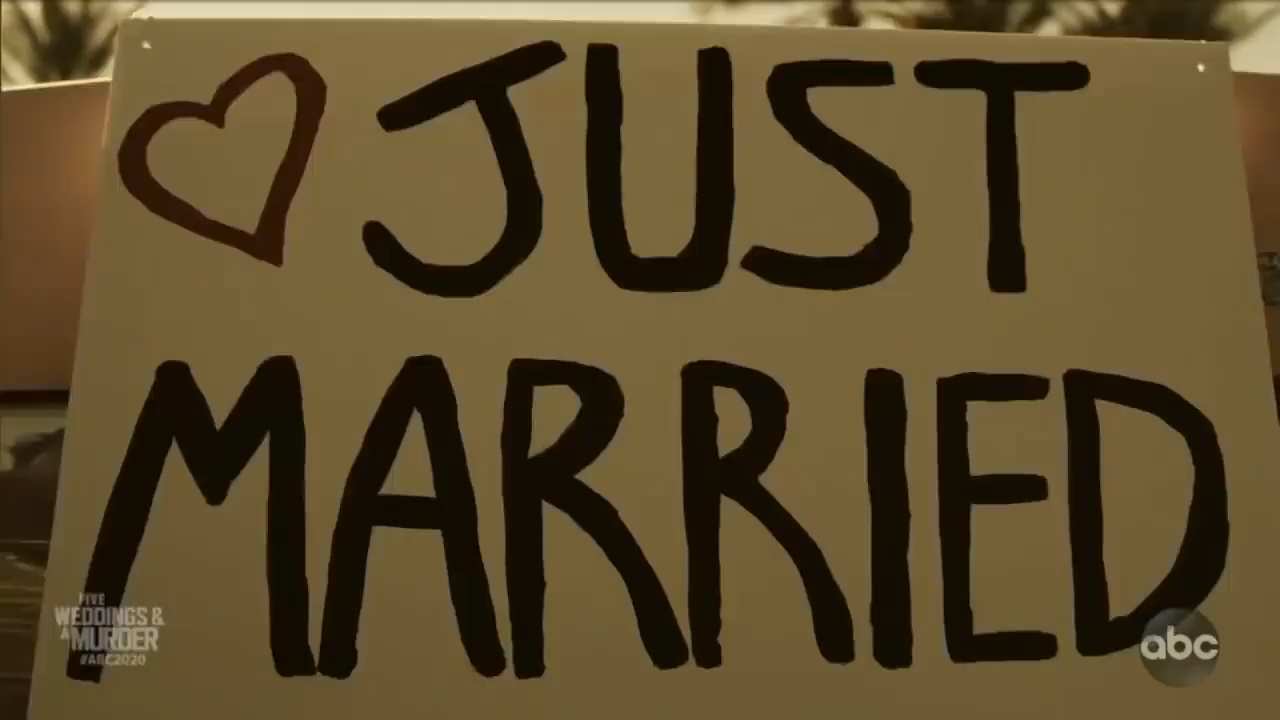 JUST
MARRIED
FIVE
WEDDINGS &
A MURDER
#ABC2020
abc